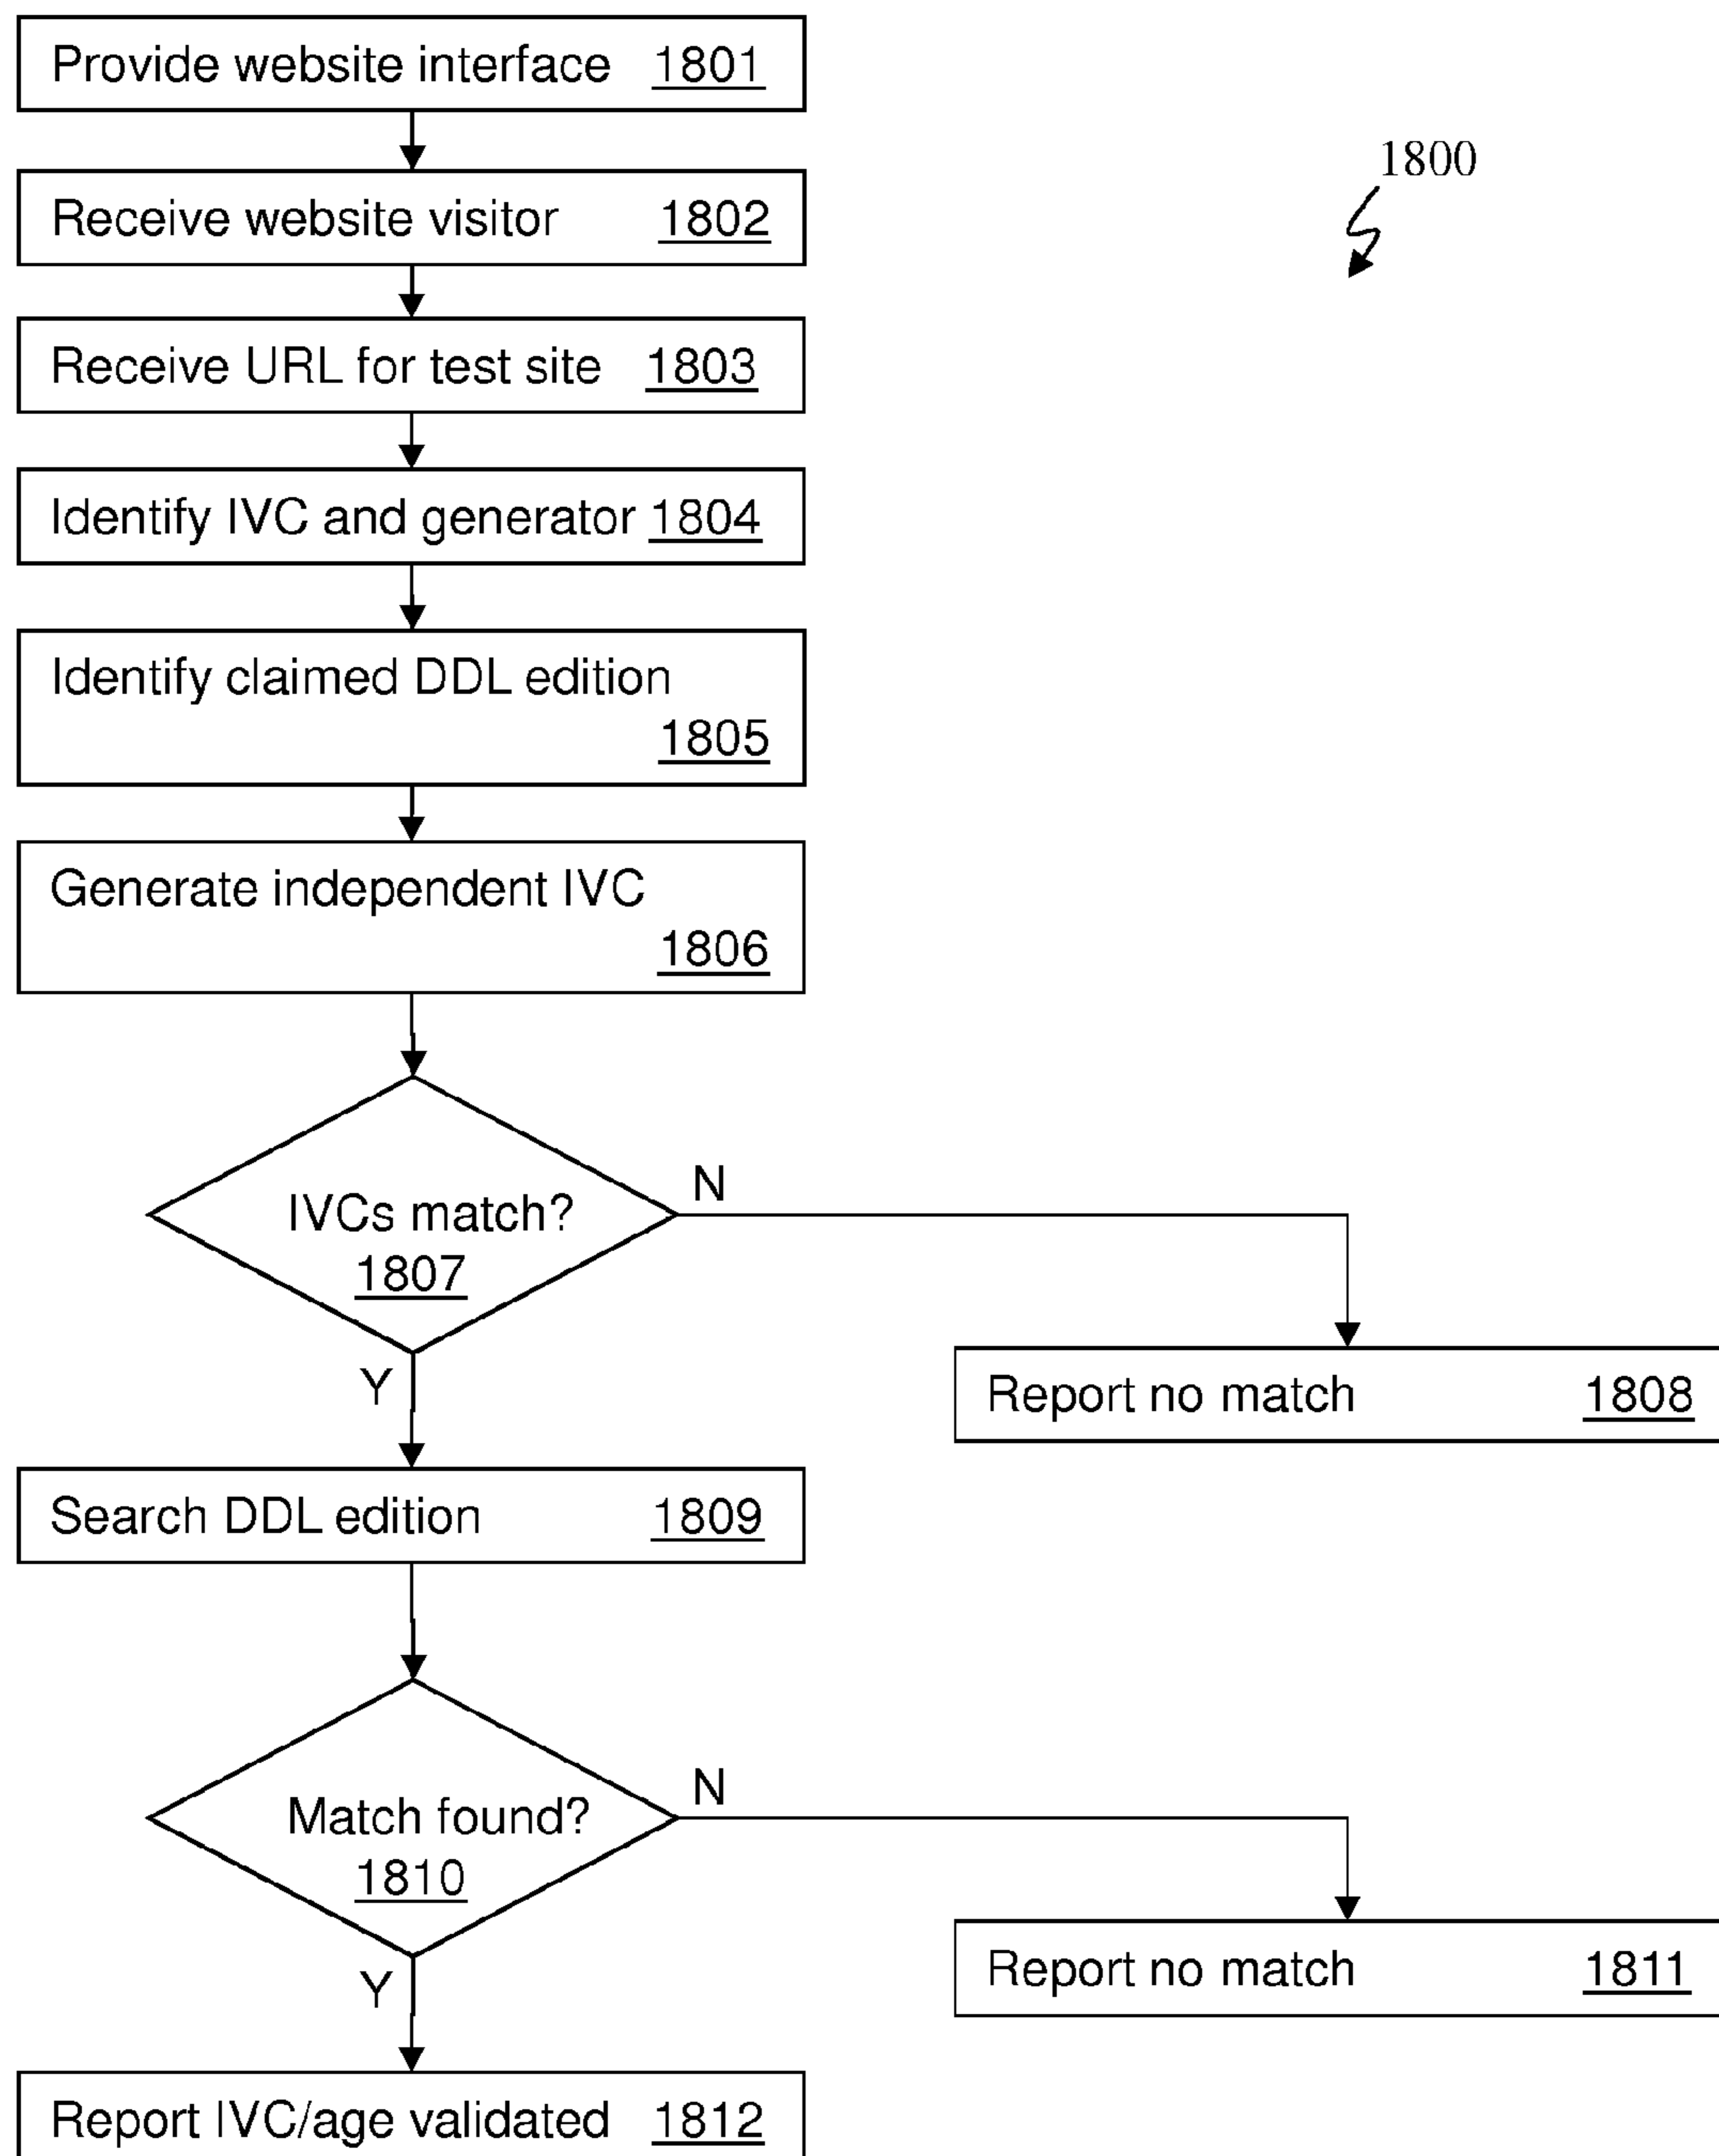 Provide website interface 1801
1800
Receive website visitor 1802
Receive URL for test site 1803
Identify IVC and generator 1804
Identify claimed DDL edition
1805
Generate independent IVC
1806
IVCs match?
1807
N
Y
Report no match 1808
Search DDL edition 1809
Match found?
1810
N
Y
Report no match 1811
Report IVC/age validated 1812